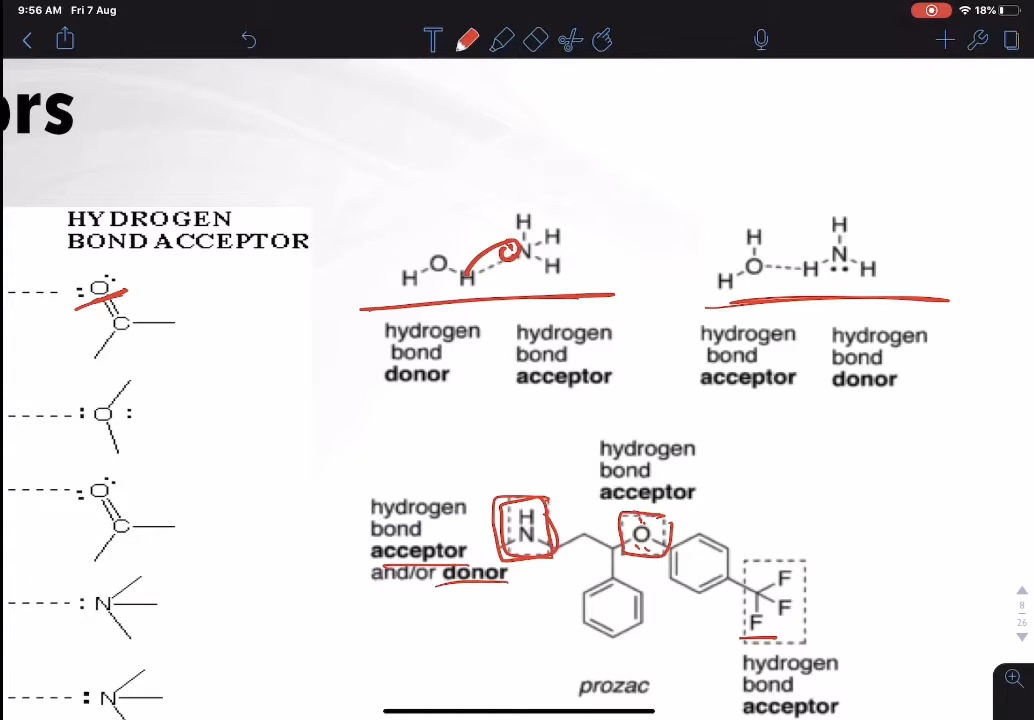 9:56 AM Fri 7 Aug
18%
T
ors
HYDROGEN
BOND ACCEPTOR
:O:
C
:O:
:O:
C
:N
:N
H
H
N
H
O
H
H
hydrogen
bond
donor
hydrogen
bond
acceptor
H
O
H
H
N
H
H
hydrogen
bond
acceptor
hydrogen
bond
donor
hydrogen
bond
acceptor
hydrogen
bond
acceptor
and/or donor
H
N
O
F
F
F
prozac
hydrogen
bond
acceptor
8
26